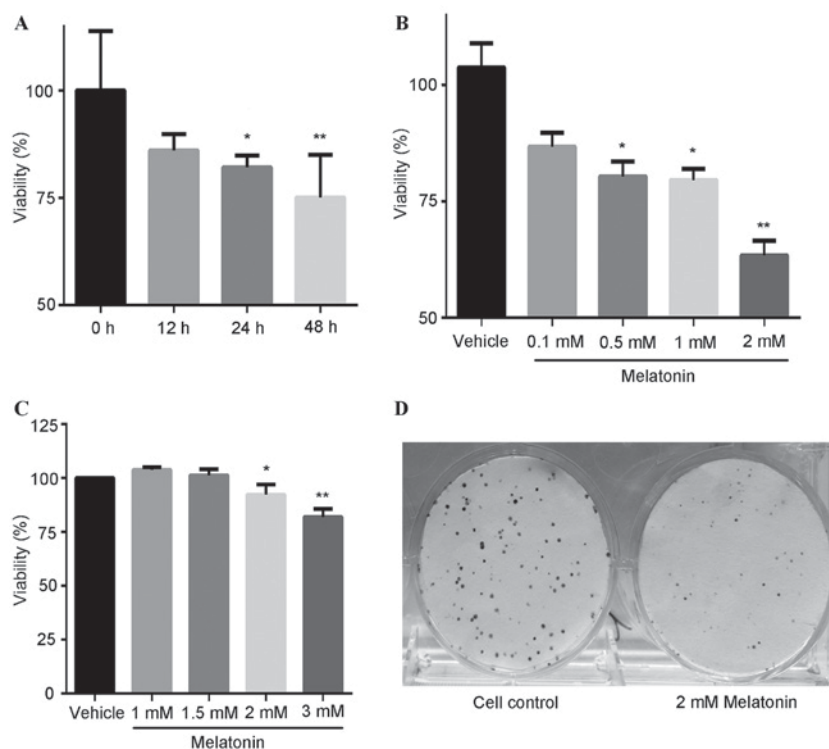 A
Viability (%)
100
75
50
*
**
0 h 12 h 24 h 48 h
B
Viability (%)
100
75
50
*
*
**
Vehicle 0.1 mM 0.5 mM 1 mM 2 mM
Melatonin
C
Viability (%)
125
100
75
50
25
0
*
**
Vehicle 1 mM 1.5 mM 2 mM 3 mM
Melatonin
D
Cell control 2 mM Melatonin